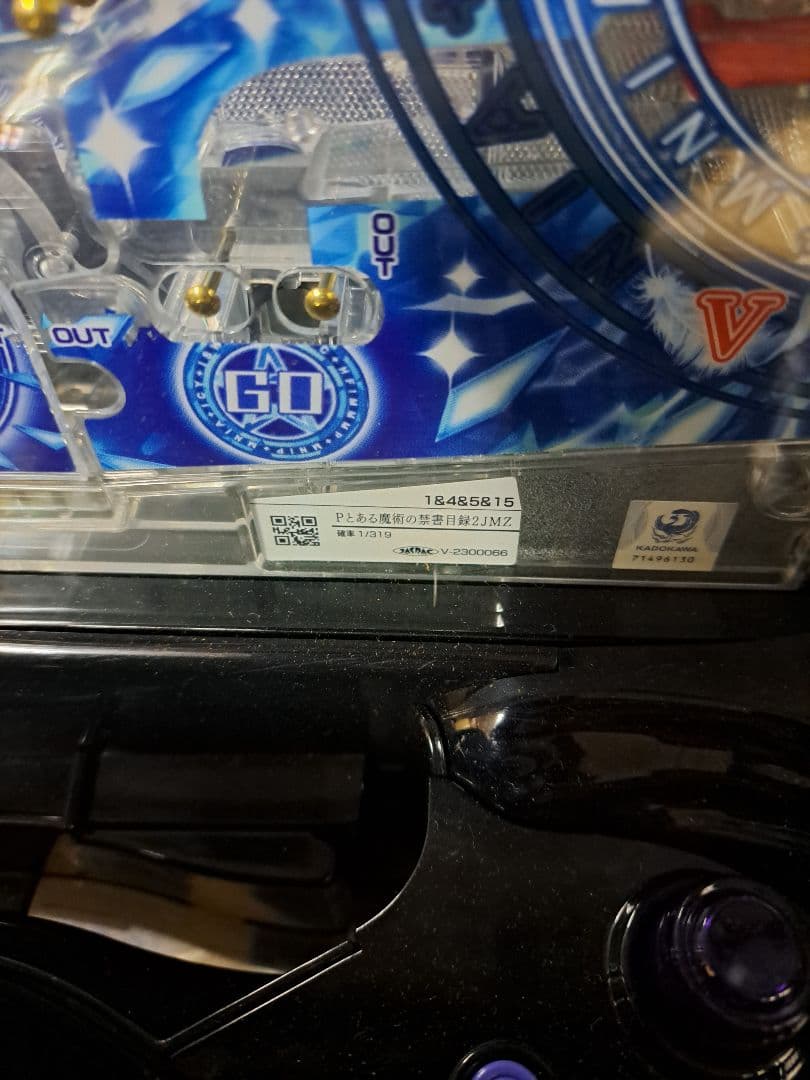 OUT
OUT
GO
V
1&4&5&15
Pとある魔術の禁書目録2JMZ
確率 1/319
V-2300066
KADOKAWA
71496130